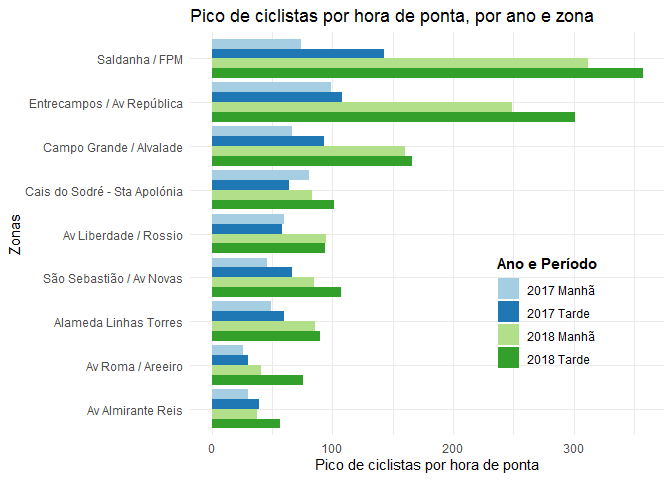 Pico de ciclistas por hora de ponta, por ano e zona
Zonas
Saldanha / FPM
Entrecampos / Av República
Campo Grande / Alvalade
Cais do Sodré - Sta Apolónia
Av Liberdade / Rossio
São Sebastião / Av Novas
Alameda Linhas Torres
Av Roma / Areeiro
Av Almirante Reis
Ano e Período
2017 Manhã
2017 Tarde
2018 Manhã
2018 Tarde
0 100 200 300
Pico de ciclistas por hora de ponta